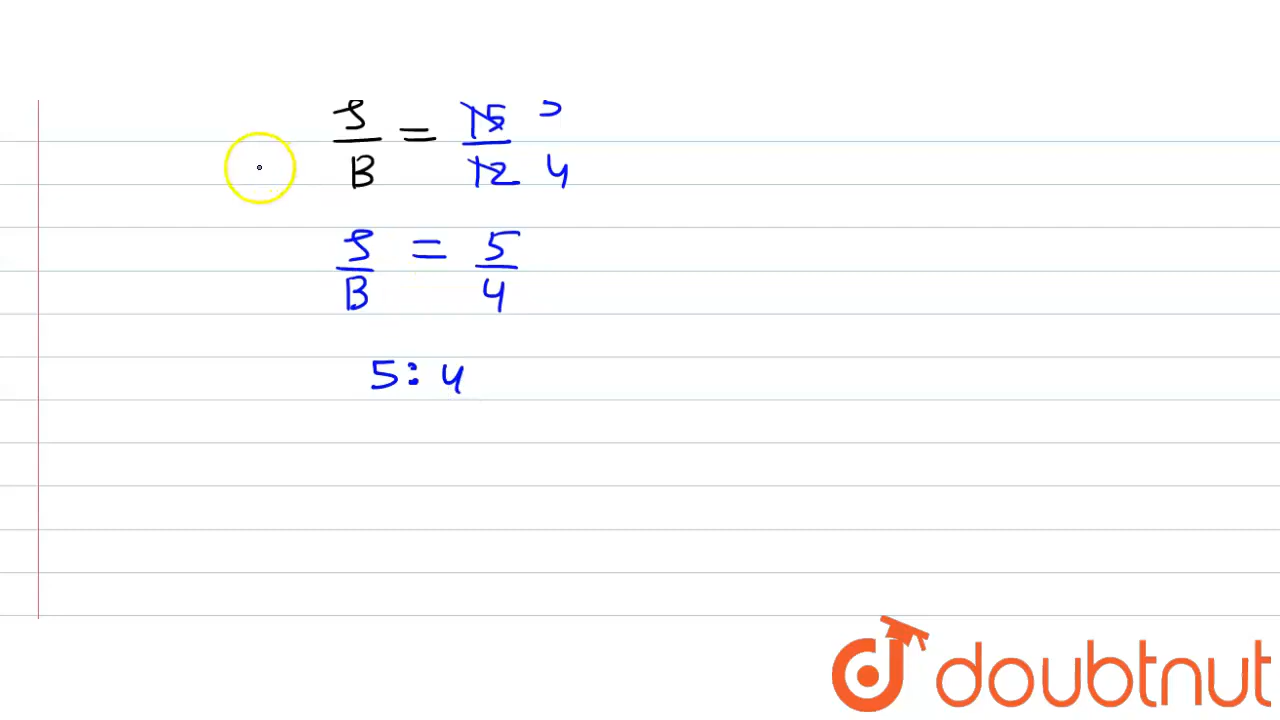 S/B = 15/12 5/4
S/B = 5/4
5 : 4
doubtnut